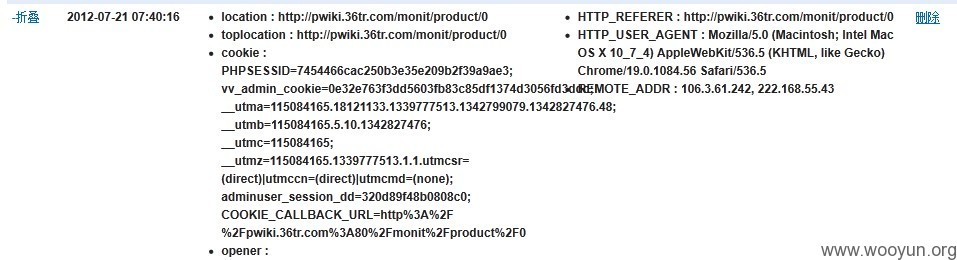 -折叠
2012-07-21 07:40:16
location : http://pwiki.36tr.com/monit/product/0
toplocation : http://pwiki.36tr.com/monit/product/0
cookie :
PHPSESSID=7454466cac250b3e35e209b2f39a9ae3;
vv_admin_cookie=0e32e763f3dd5603fb83c85df1374d3056fd3ddd;
__utma=115084165.18121133.1339777513.1342799079.1342827476.48;
__utmb=115084165.5.10.1342827476;
__utmc=115084165;
__utmz=115084165.1339777513.1.1.utmcsr=
(direct)|utmccn=(direct)|utmcmd=(none);
adminuser_session_dd=320d89f48b0808c0;
COOKIE_CALLBACK_URL=http%3A%2F
%2Fpwiki.36tr.com%3A80%2Fmonit%2Fproduct%2F0
opener :
HTTP_REFERER : http://pwiki.36tr.com/monit/product/0
HTTP_USER_AGENT : Mozilla/5.0 (Macintosh; Intel Mac
OS X 10_7_4) AppleWebKit/536.5 (KHTML, like Gecko)
Chrome/19.0.1084.56 Safari/536.5
REMOTE_ADDR : 106.3.61.242, 222.168.55.43
删除
www.wooyun.org